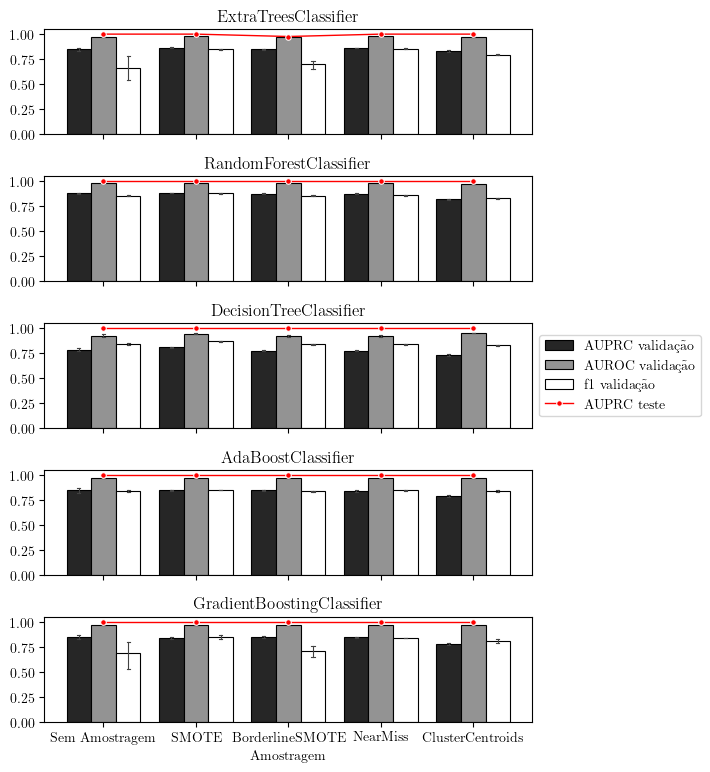 ExtraTreesClassifier
1.00
0.75
0.50
0.25
0.00
RandomForestClassifier
1.00
0.75
0.50
0.25
0.00
DecisionTreeClassifier
1.00
0.75
0.50
0.25
0.00
AUPRC validação
AUROC validação
f1 validação
AUPRC teste
AdaBoostClassifier
1.00
0.75
0.50
0.25
0.00
GradientBoostingClassifier
1.00
0.75
0.50
0.25
0.00
Sem Amostragem SMOTE BorderlineSMOTE NearMiss ClusterCentroids
Amostragem